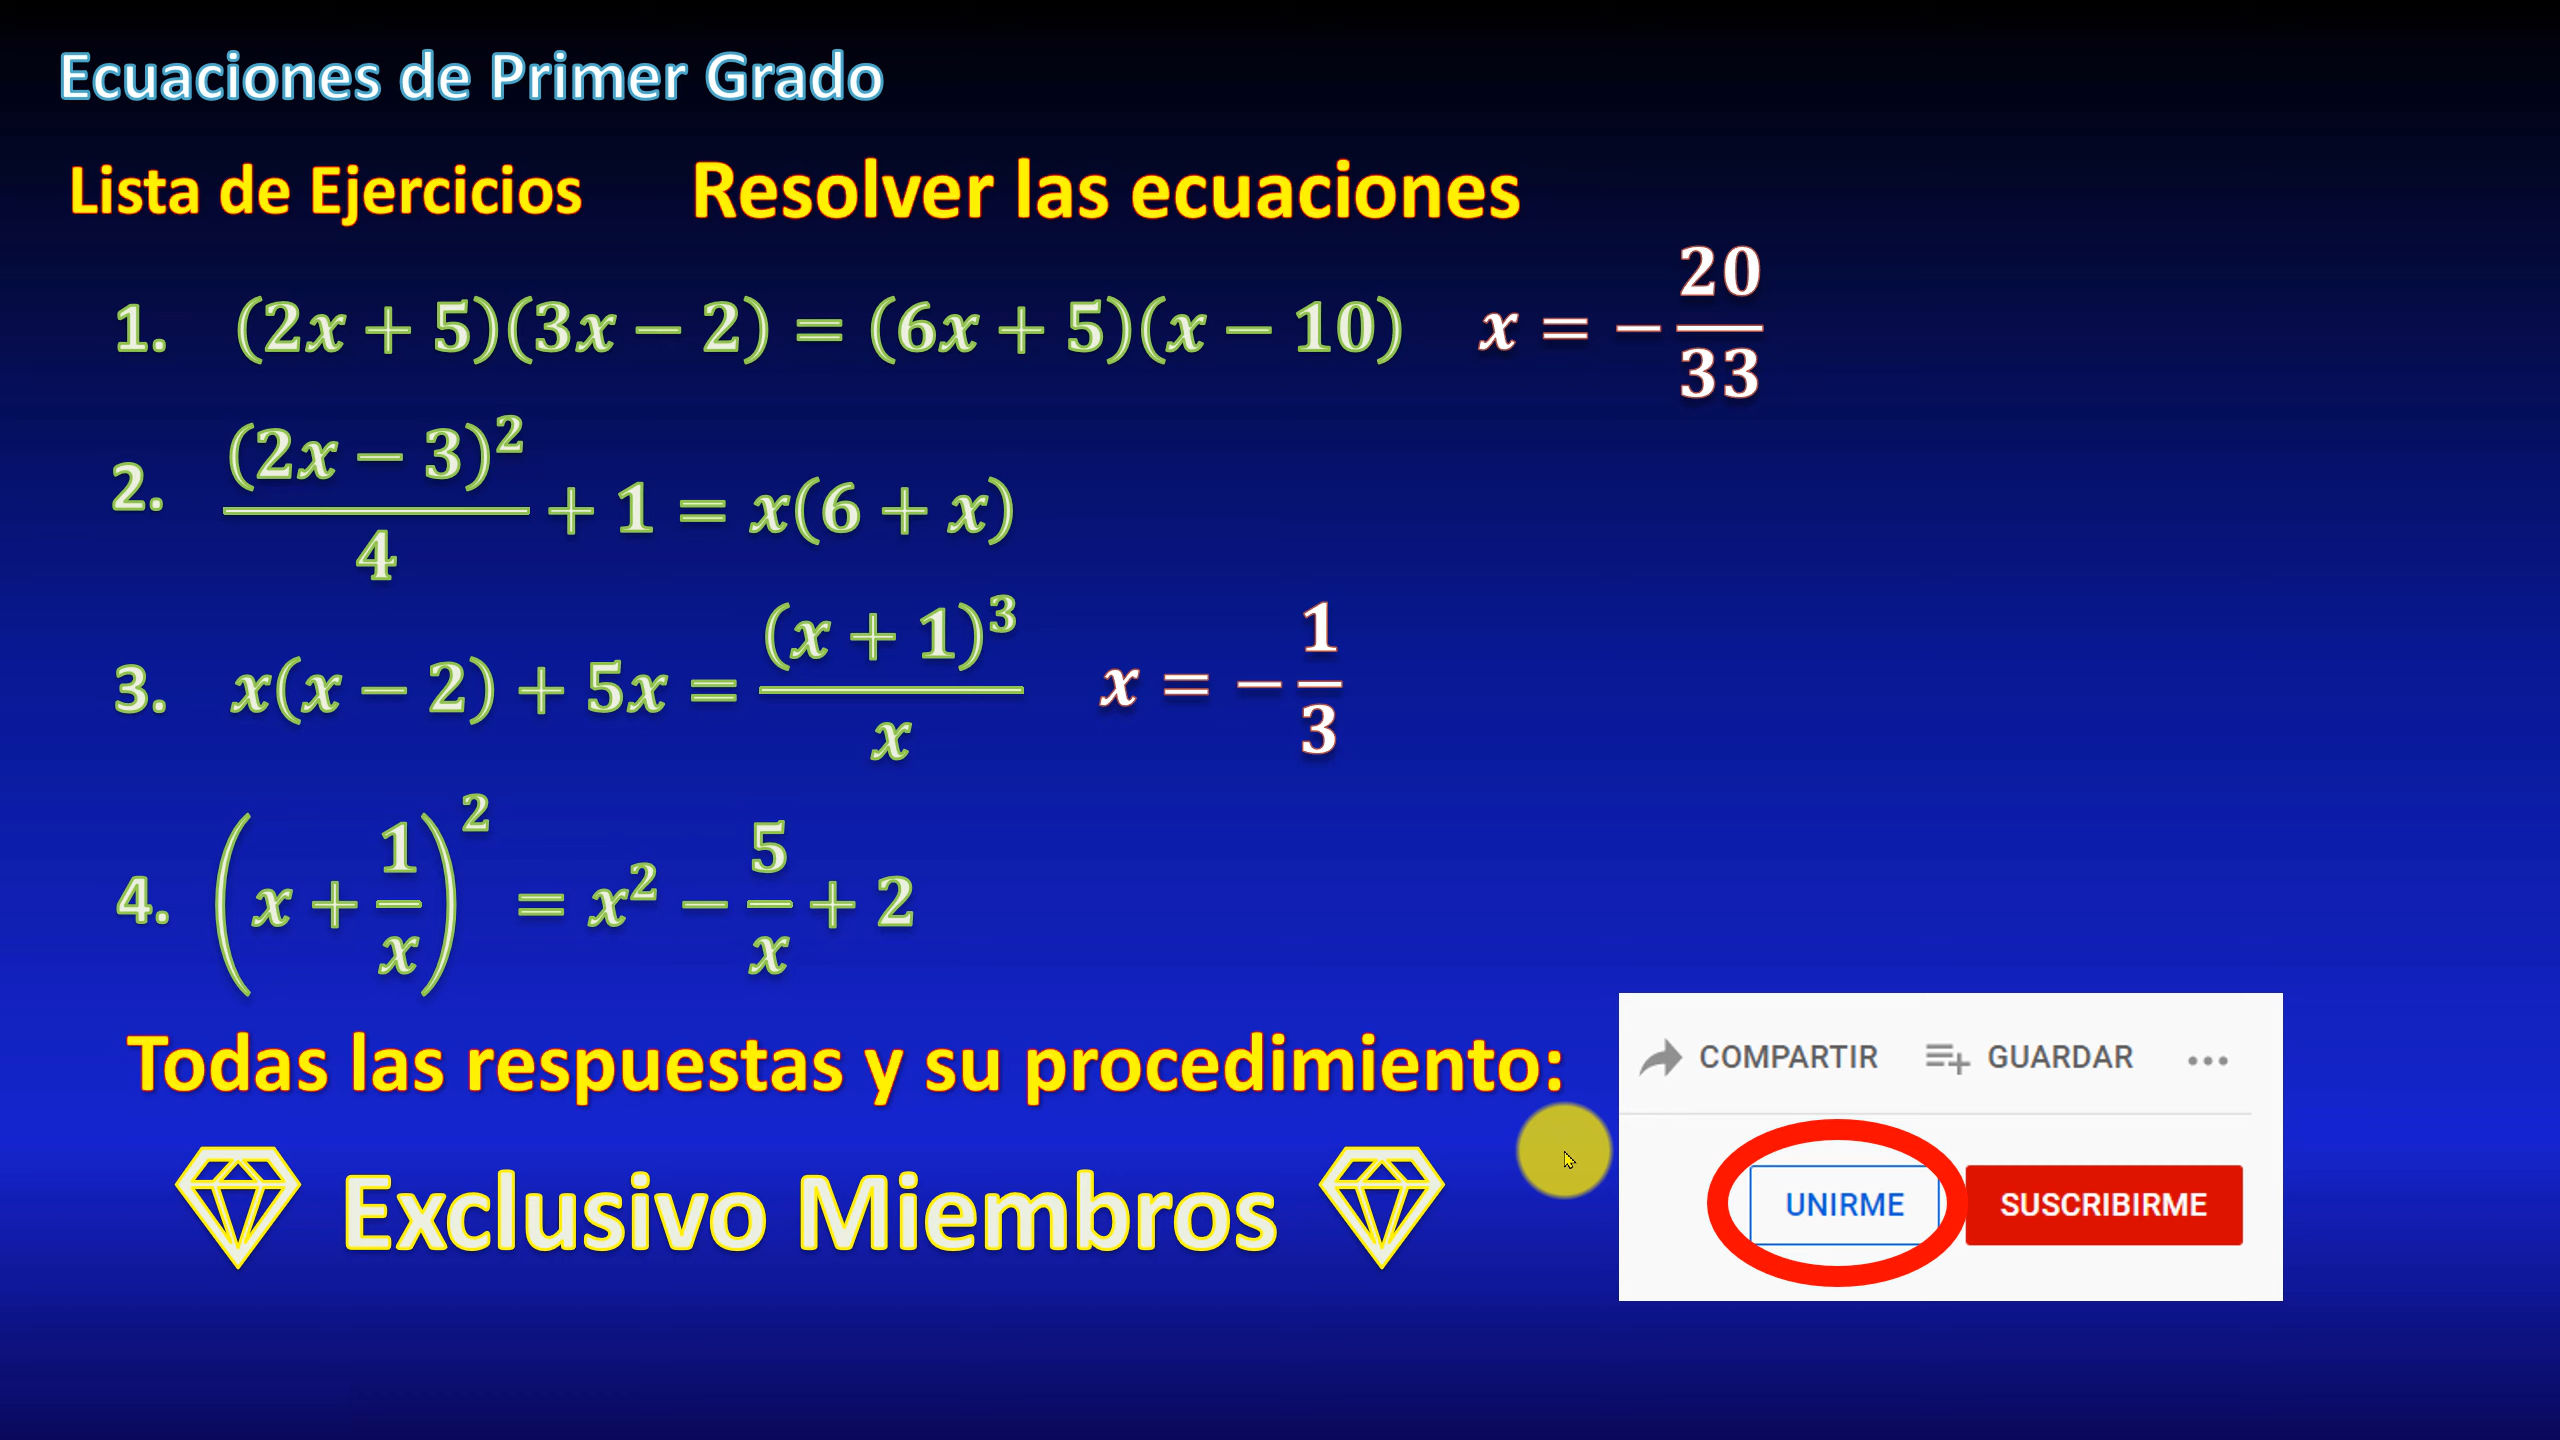 Ecuaciones de Primer Grado
Lista de Ejercicios Resolver las ecuaciones
1. (2x + 5)(3x − 2) = (6x + 5)(x − 10) x = −20/33
2. (2x − 3)²/4 + 1 = x(6 + x)
3. x(x − 2) + 5x = (x + 1)³/x x = −1/3
4. (x + 1/x)² = x² − 5/x + 2
Todas las respuestas y su procedimiento:
Exclusivo Miembros
COMPARTIR GUARDAR ...
UNIRME SUSCRIBIRME